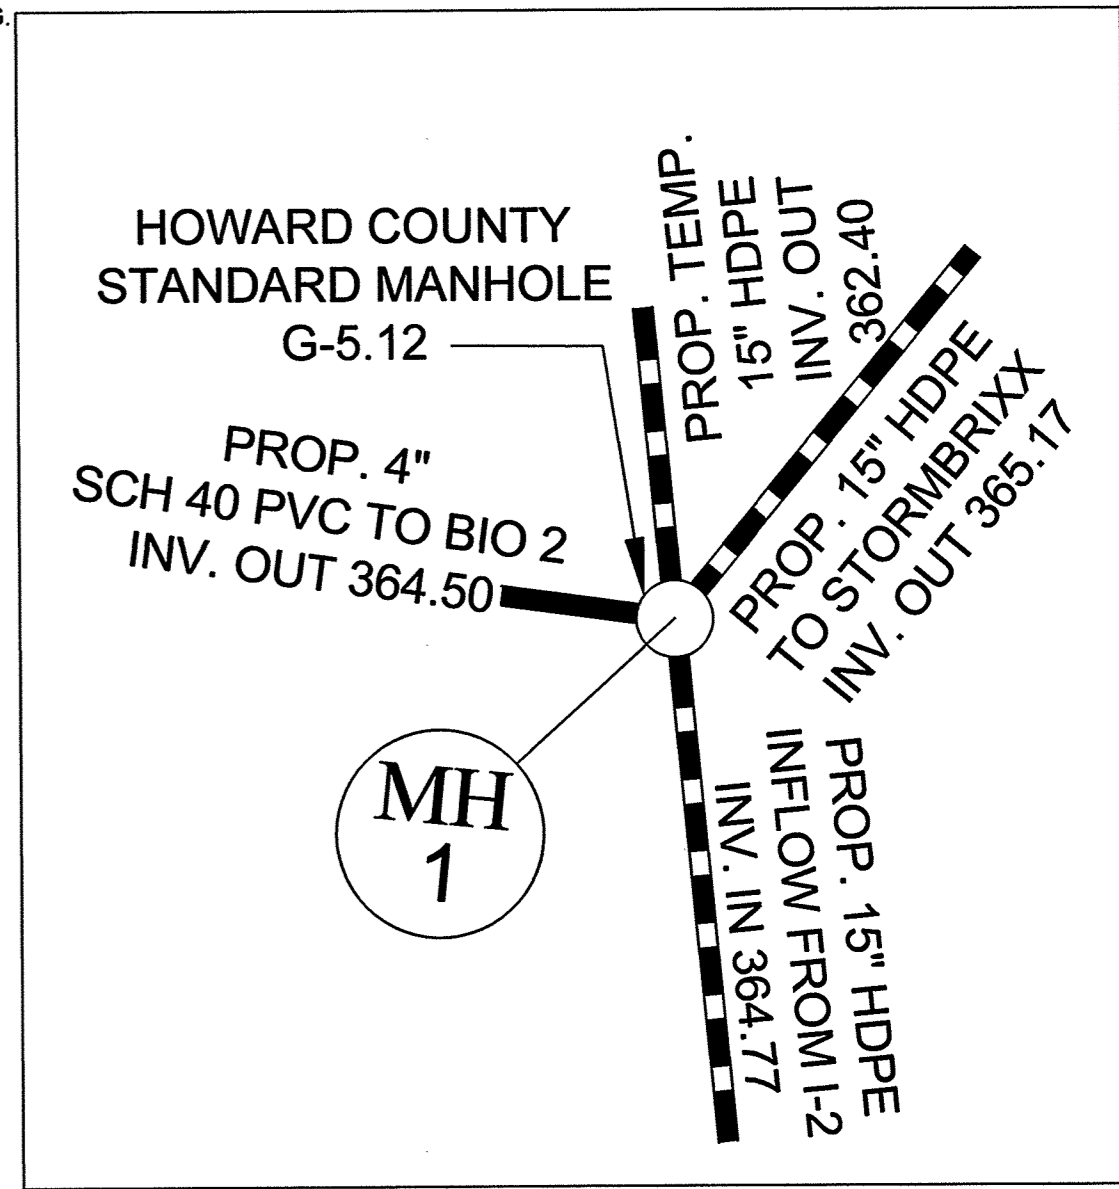 HOWARD COUNTY
STANDARD MANHOLE
G-5.12
PROP. TEMP.
15" HDPE
INV. OUT
362.40
PROP. 4"
SCH 40 PVC TO BIO 2
INV. OUT 364.50
PROP. 15" HDPE
TO STORMBRIXX
INV. OUT 365.17
MH
1
PROP. 15" HDPE
INFLOW FROM I-2
INV. IN 364.77